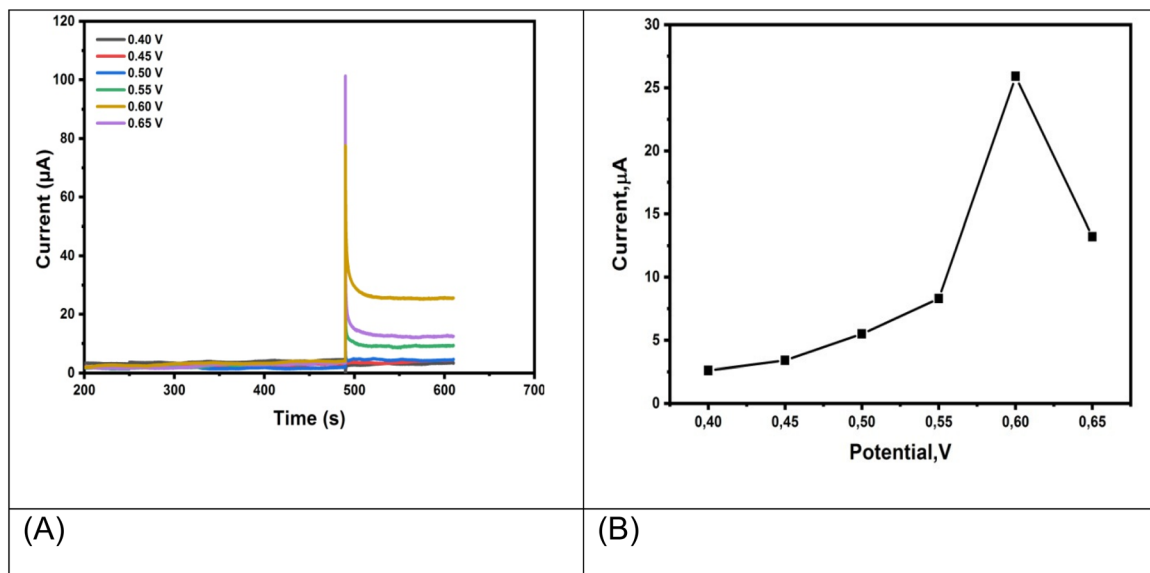 120
100
80
60
40
20
0
Current (µA)
0.40 V
0.45 V
0.50 V
0.55 V
0.60 V
0.65 V
200 300 400 500 600 700
Time (s)
30
25
20
15
10
5
0
Current,µA
0,40 0,45 0,50 0,55 0,60 0,65
Potential,V
(A)
(B)